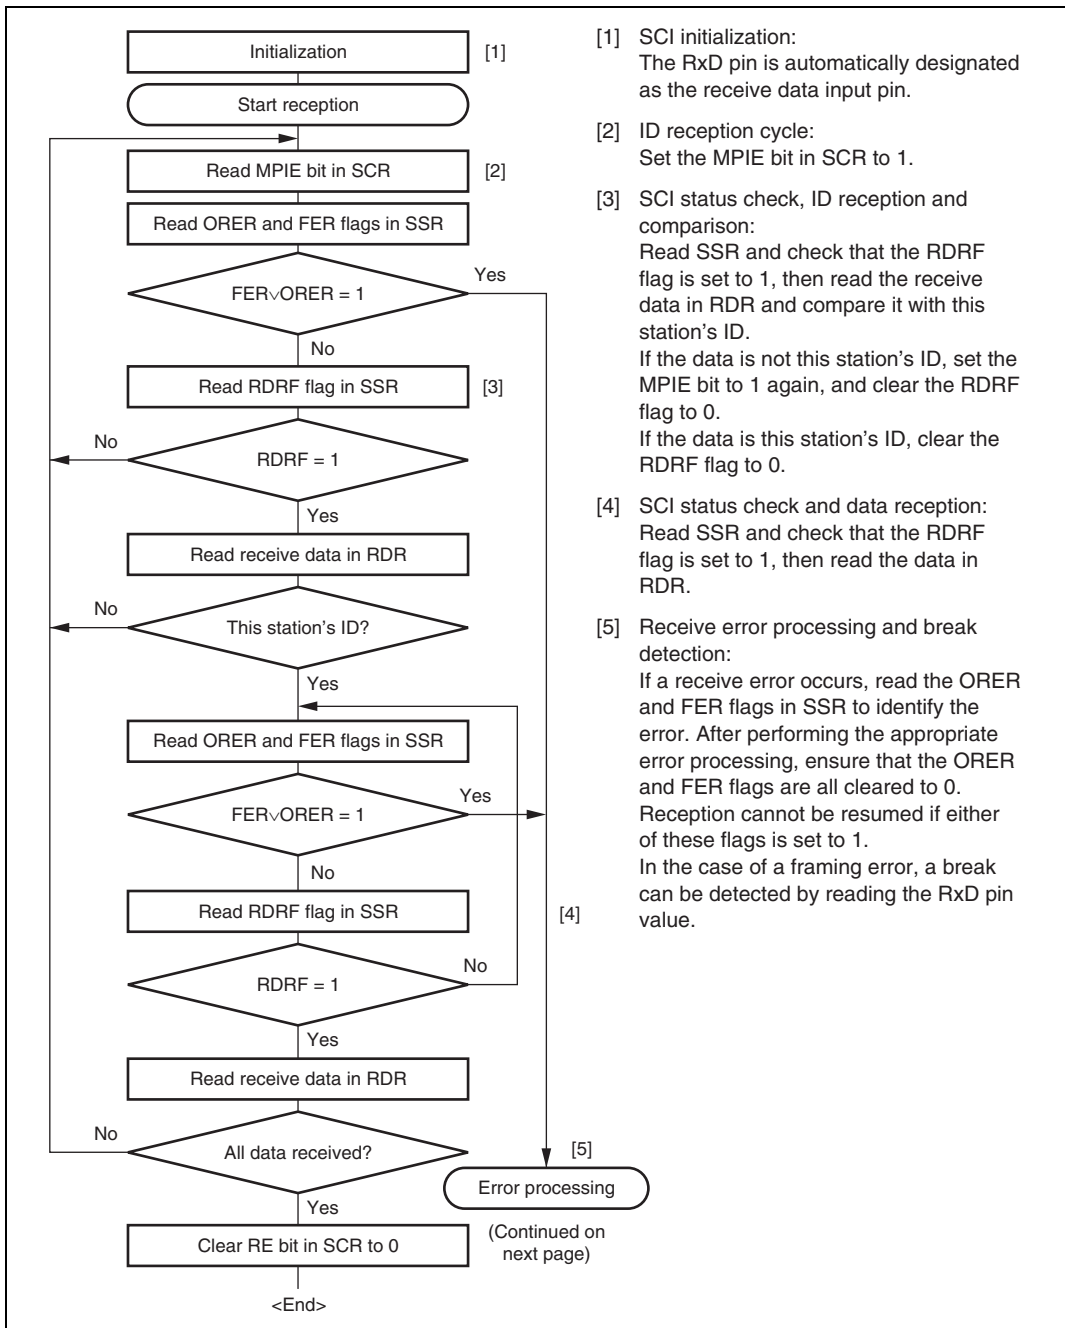 Initialization [1]
Start reception
Read MPIE bit in SCR [2]
Read ORER and FER flags in SSR
FER∨ORER = 1
Yes
No
Read RDRF flag in SSR [3]
No
RDRF = 1
Yes
Read receive data in RDR
No
This station's ID?
Yes
Read ORER and FER flags in SSR
Yes
FER∨ORER = 1
No
Read RDRF flag in SSR [4]
No
RDRF = 1
Yes
Read receive data in RDR
No
All data received?
[5]
Error processing
Yes
(Continued on
next page)
Clear RE bit in SCR to 0
<End>
[1] SCI initialization:
The RxD pin is automatically designated
as the receive data input pin.
[2] ID reception cycle:
Set the MPIE bit in SCR to 1.
[3] SCI status check, ID reception and
comparison:
Read SSR and check that the RDRF
flag is set to 1, then read the receive
data in RDR and compare it with this
station's ID.
If the data is not this station's ID, set the
MPIE bit to 1 again, and clear the RDRF
flag to 0.
If the data is this station's ID, clear the
RDRF flag to 0.
[4] SCI status check and data reception:
Read SSR and check that the RDRF
flag is set to 1, then read the data in
RDR.
[5] Receive error processing and break
detection:
If a receive error occurs, read the ORER
and FER flags in SSR to identify the
error. After performing the appropriate
error processing, ensure that the ORER
and FER flags are all cleared to 0.
Reception cannot be resumed if either
of these flags is set to 1.
In the case of a framing error, a break
can be detected by reading the RxD pin
value.